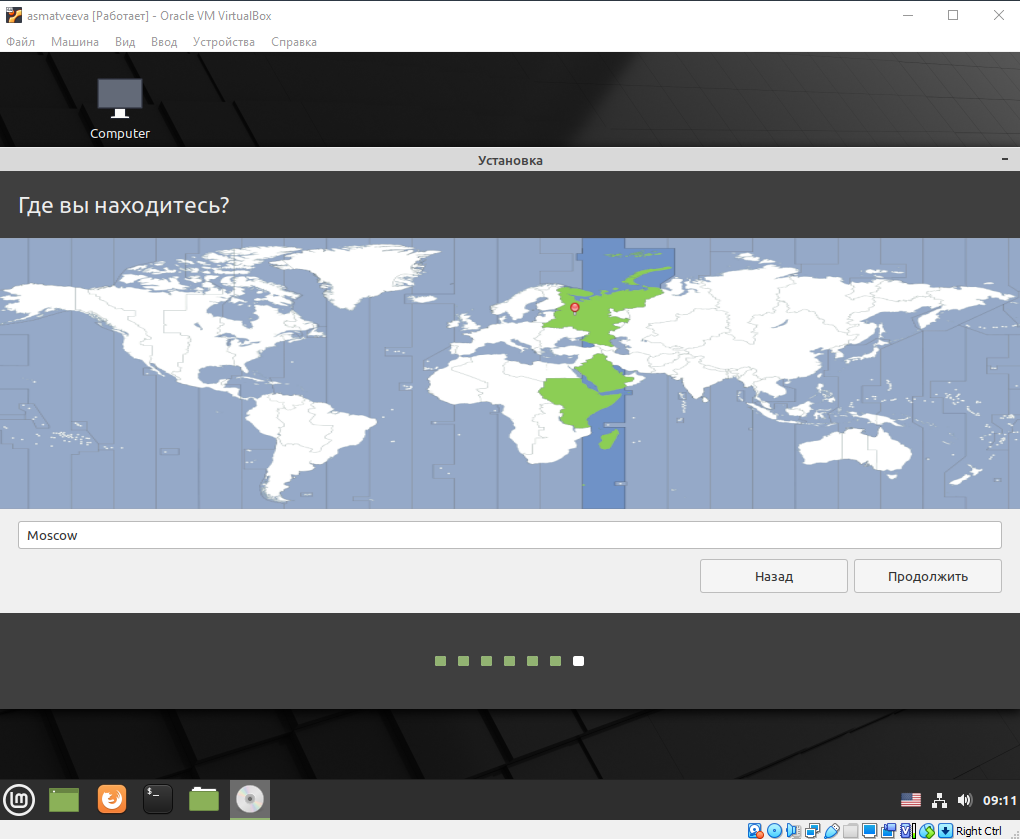 asmatveeva [Работает] - Oracle VM VirtualBox
Файл Машина Вид Ввод Устройства Справка
Computer
Установка
Где вы находитесь?
Moscow
Назад Продолжить
09:11
Right Ctrl